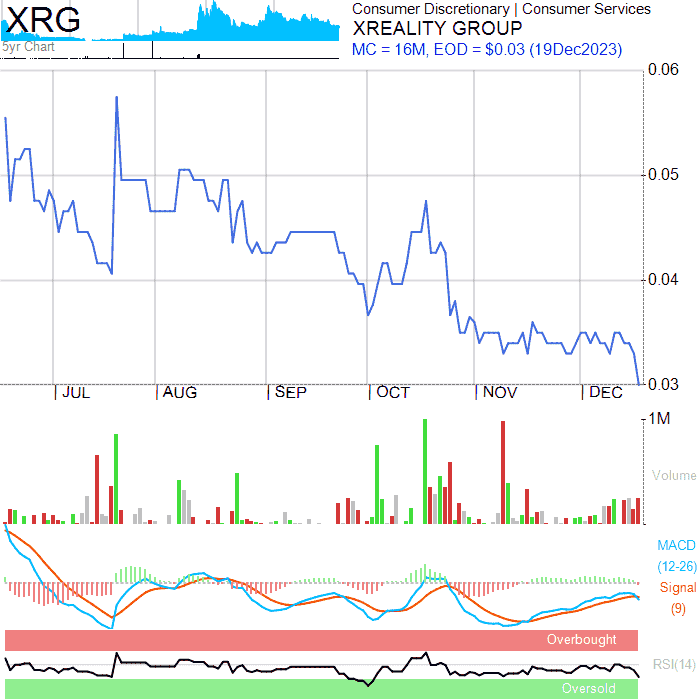 XRG
Consumer Discretionary | Consumer Services
XREALITY GROUP
MC = 16M, EOD = $0.03 (19Dec2023)
5yr Chart
0.06
0.05
0.04
0.03
JUL AUG SEP OCT NOV DEC
1M
Volume
MACD
(12-26)
Signal
(9)
Overbought
RSI(14)
Oversold